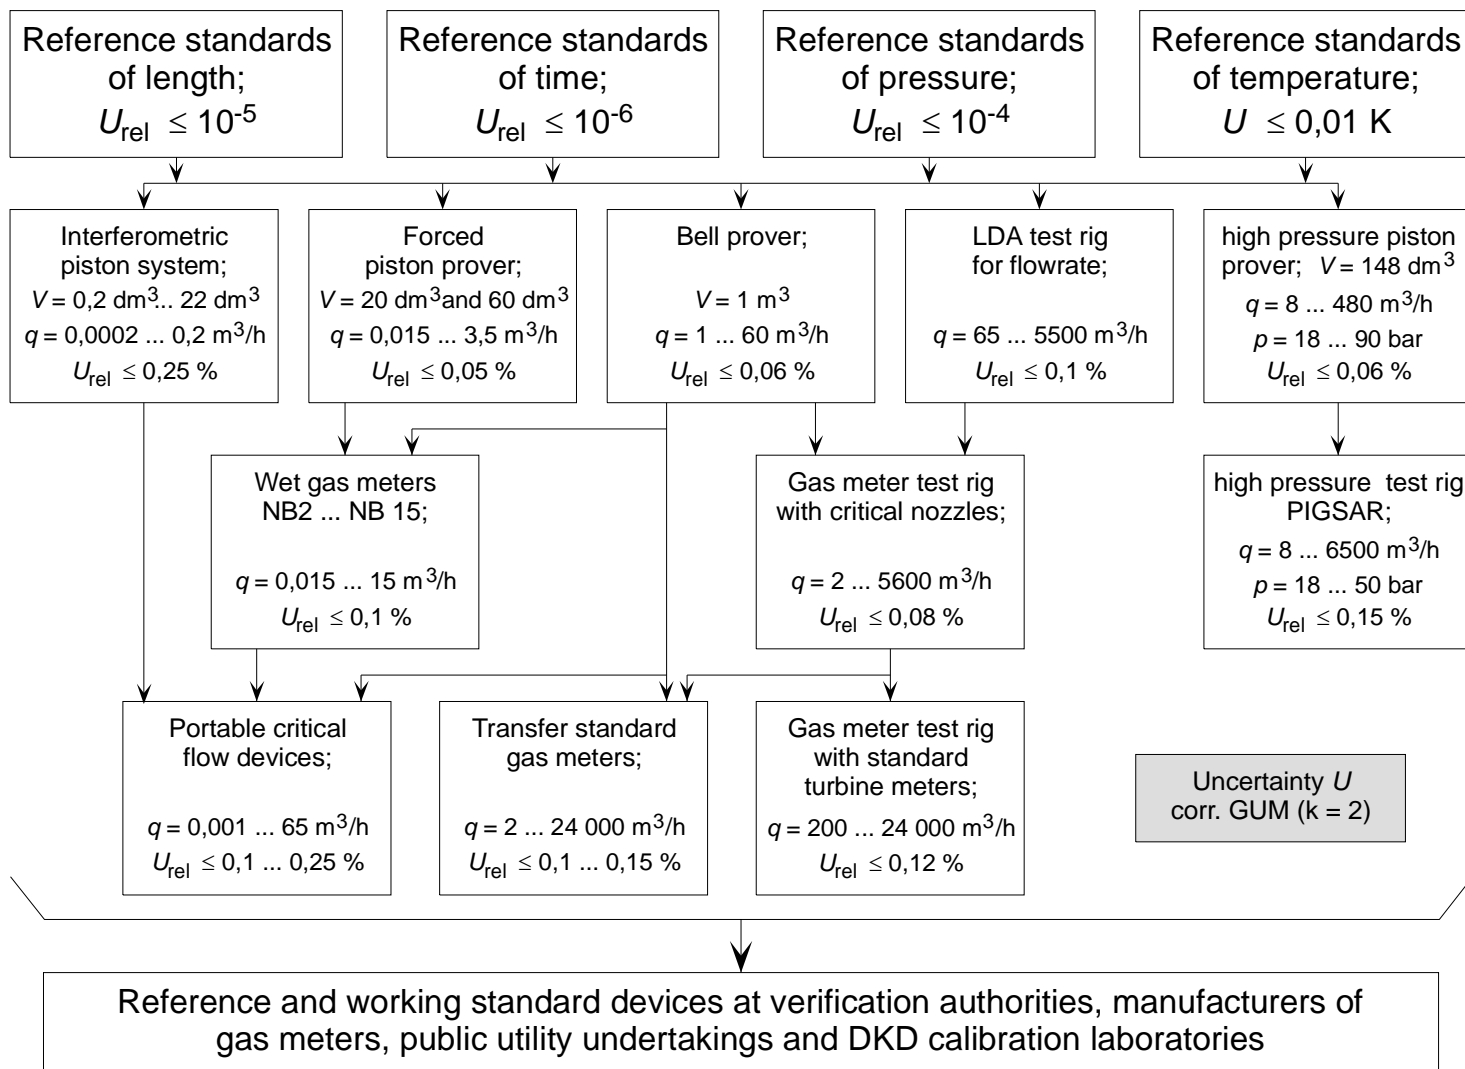 Reference standards
of length;
U_rel ≤ 10^-5
Reference standards
of time;
U_rel ≤ 10^-6
Reference standards
of pressure;
U_rel ≤ 10^-4
Reference standards
of temperature;
U ≤ 0,01 K
Interferometric
piston system;
V = 0,2 dm³... 22 dm³
q = 0,0002 ... 0,2 m³/h
U_rel ≤ 0,25 %
Forced
piston prover;
V = 20 dm³and 60 dm³
q = 0,015 ... 3,5 m³/h
U_rel ≤ 0,05 %
Bell prover;
V = 1 m³
q = 1 ... 60 m³/h
U_rel ≤ 0,06 %
LDA test rig
for flowrate;
q = 65 ... 5500 m³/h
U_rel ≤ 0,1 %
high pressure piston
prover; V = 148 dm³
q = 8 ... 480 m³/h
p = 18 ... 90 bar
U_rel ≤ 0,06 %
Wet gas meters
NB2 ... NB 15;
q = 0,015 ... 15 m³/h
U_rel ≤ 0,1 %
Gas meter test rig
with critical nozzles;
q = 2 ... 5600 m³/h
U_rel ≤ 0,08 %
high pressure test rig
PIGSAR;
q = 8 ... 6500 m³/h
p = 18 ... 50 bar
U_rel ≤ 0,15 %
Portable critical
flow devices;
q = 0,001 ... 65 m³/h
U_rel ≤ 0,1 ... 0,25 %
Transfer standard
gas meters;
q = 2 ... 24 000 m³/h
U_rel ≤ 0,1 ... 0,15 %
Gas meter test rig
with standard
turbine meters;
q = 200 ... 24 000 m³/h
U_rel ≤ 0,12 %
Uncertainty U
corr. GUM (k = 2)
Reference and working standard devices at verification authorities, manufacturers of
gas meters, public utility undertakings and DKD calibration laboratories